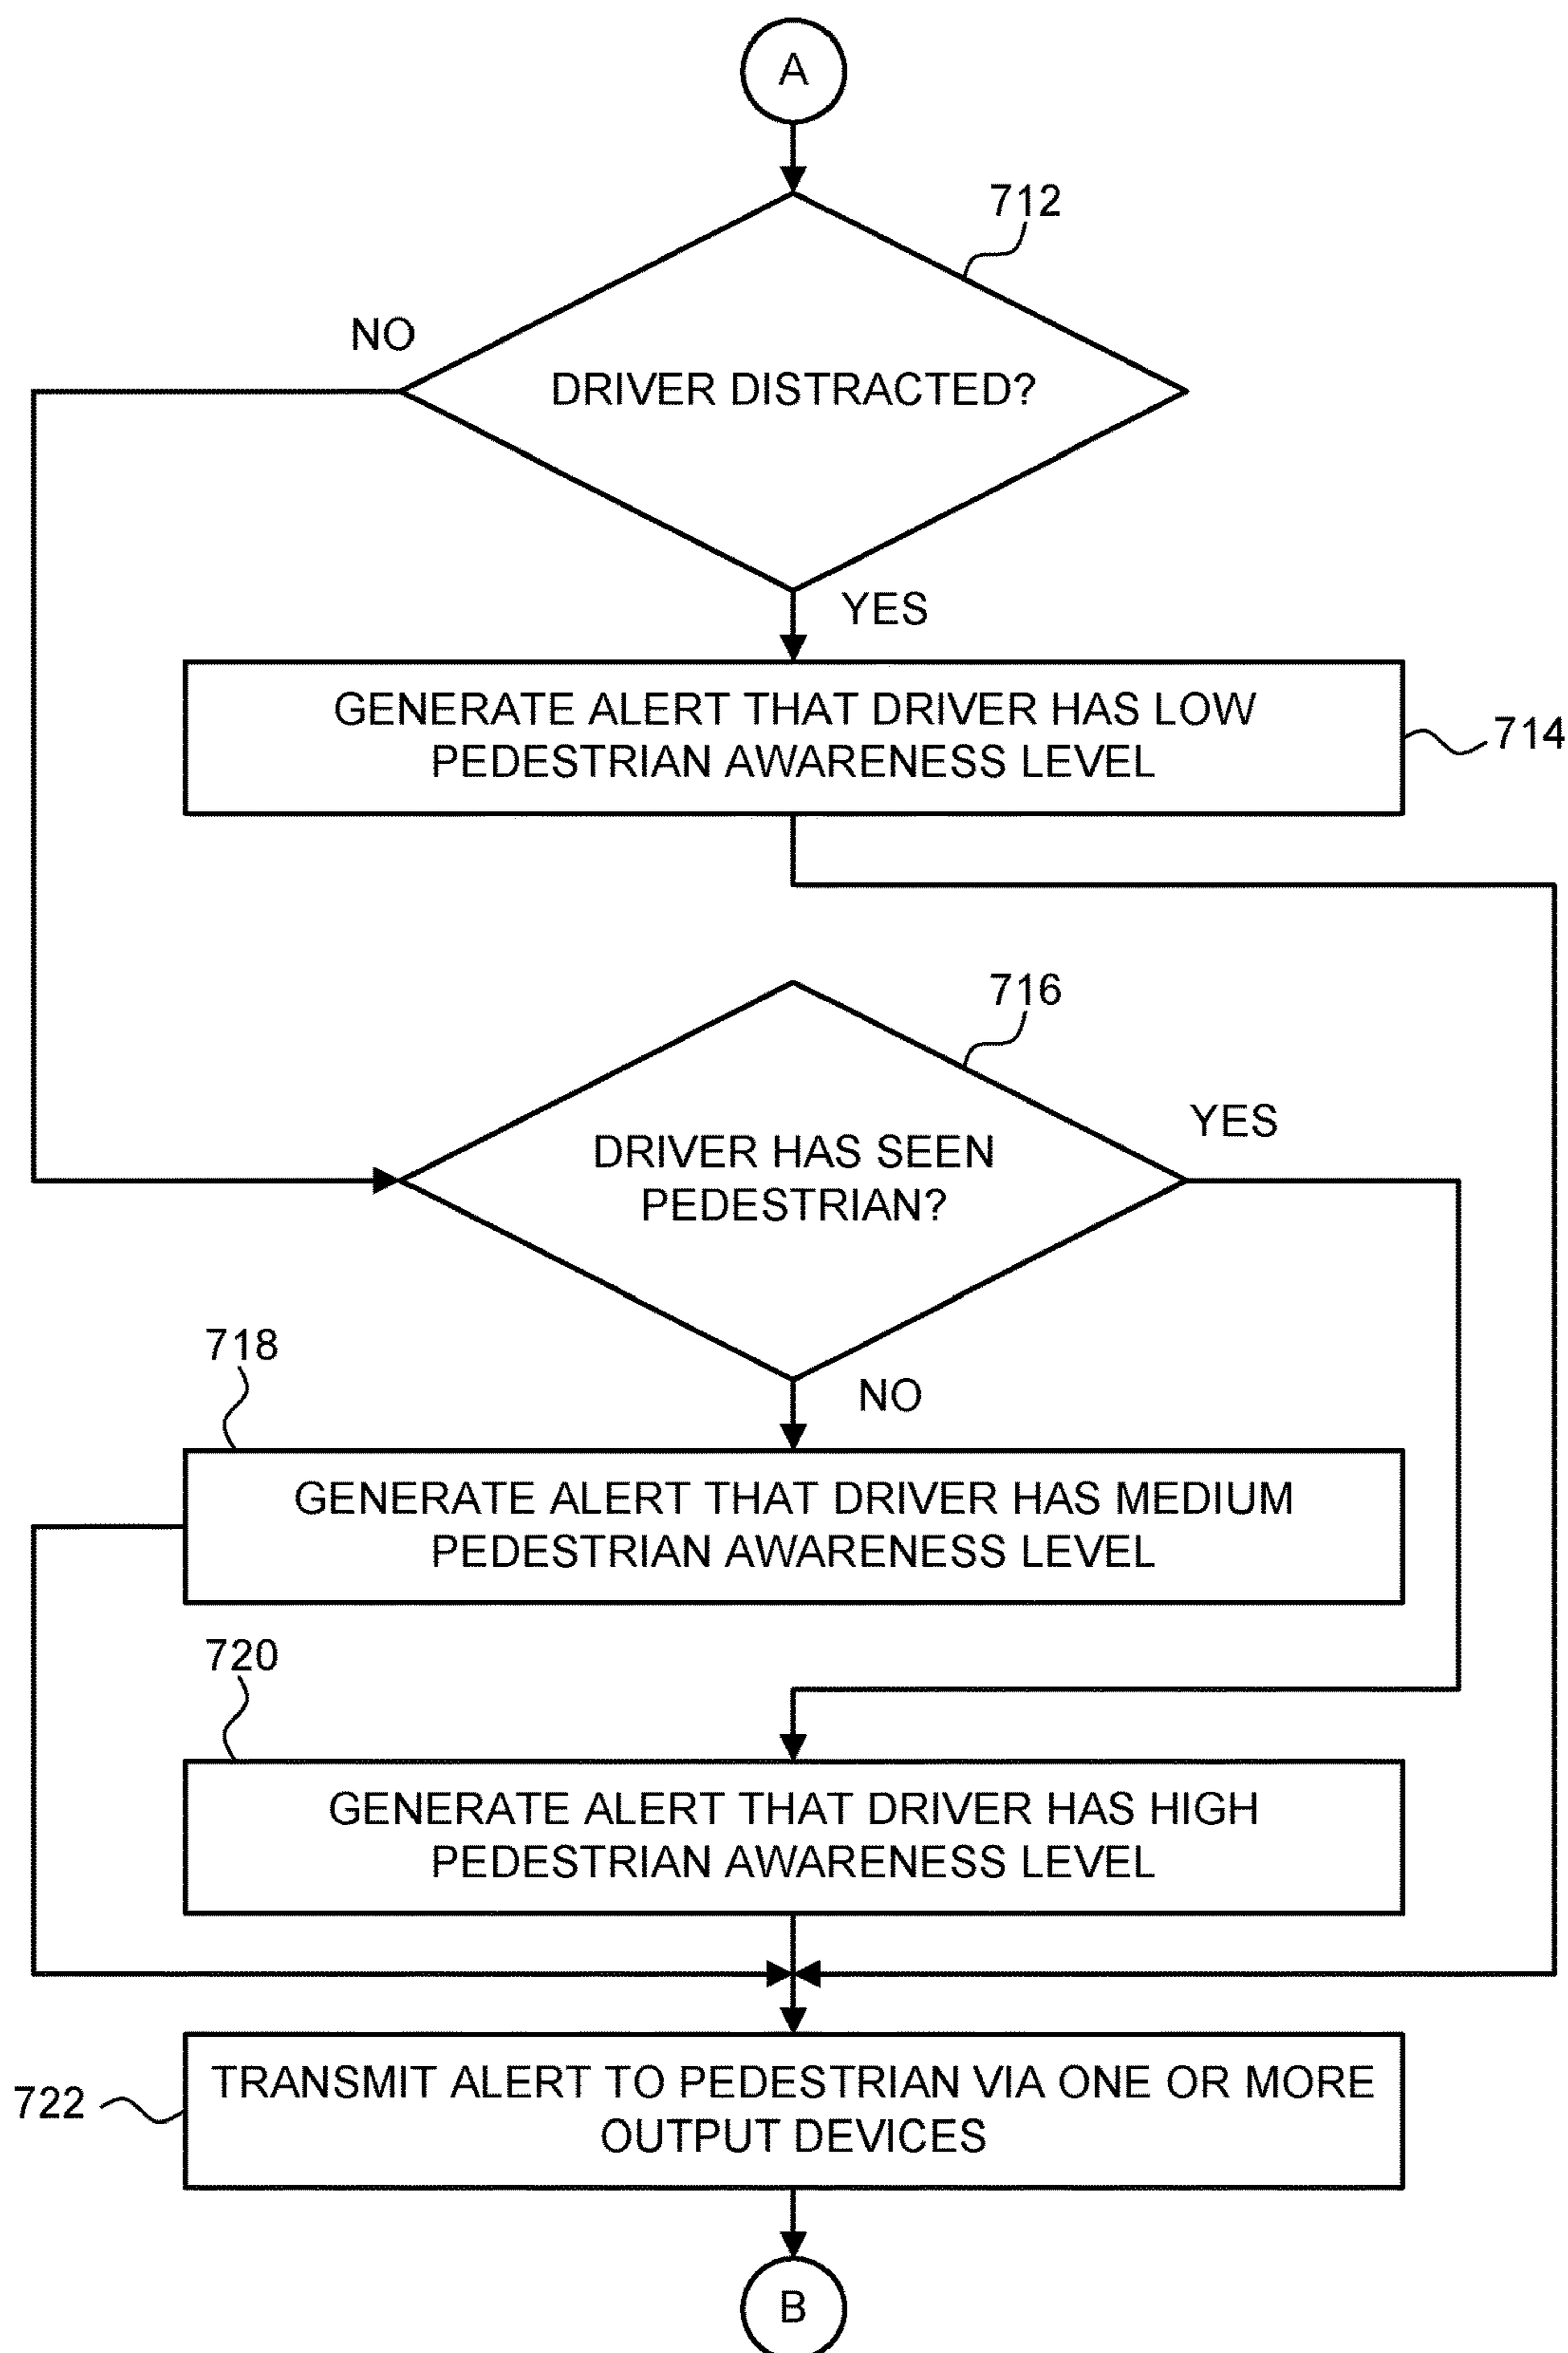 A
712
NO
DRIVER DISTRACTED?
YES
GENERATE ALERT THAT DRIVER HAS LOW
PEDESTRIAN AWARENESS LEVEL
714
716
YES
DRIVER HAS SEEN
PEDESTRIAN?
718
NO
GENERATE ALERT THAT DRIVER HAS MEDIUM
PEDESTRIAN AWARENESS LEVEL
720
GENERATE ALERT THAT DRIVER HAS HIGH
PEDESTRIAN AWARENESS LEVEL
722
TRANSMIT ALERT TO PEDESTRIAN VIA ONE OR MORE
OUTPUT DEVICES
B